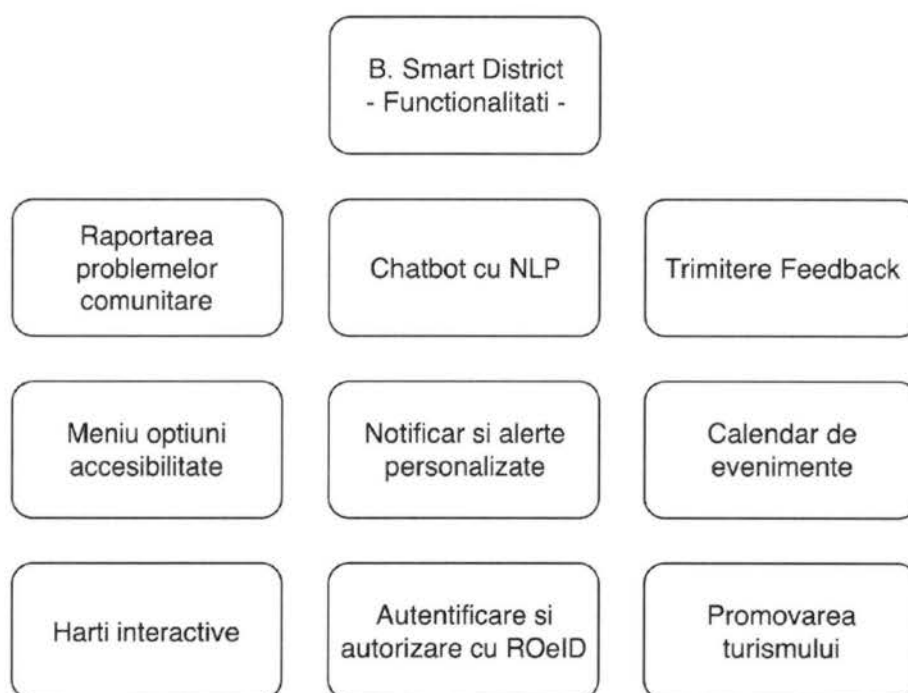 B. Smart District
- Functionalitati -
Raportarea
problemelor
comunitare
Chatbot cu NLP
Trimitere Feedback
Meniu optiuni
accesibilitate
Notificar si alerte
personalizate
Calendar de
evenimente
Harti interactive
Autentificare si
autorizare cu ROeID
Promovarea
turismului